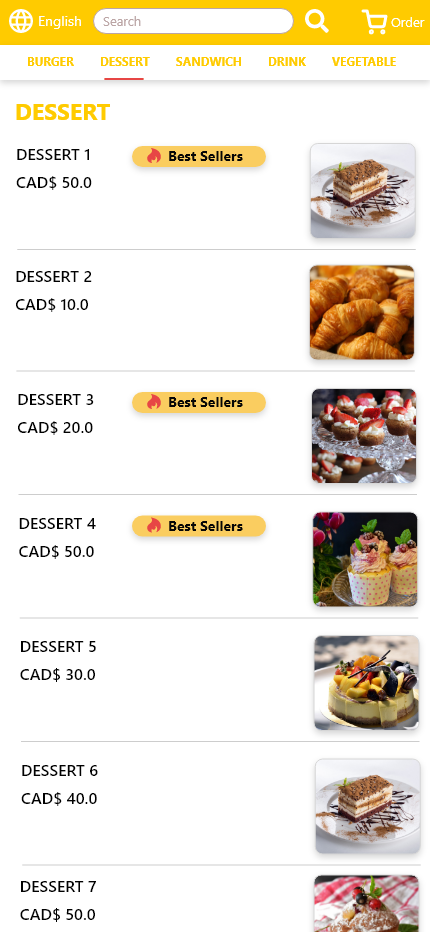 English
Search
Order
BURGER DESSERT SANDWICH DRINK VEGETABLE
DESSERT
DESSERT 1
Best Sellers
CAD$ 50.0
DESSERT 2
CAD$ 10.0
DESSERT 3
Best Sellers
CAD$ 20.0
DESSERT 4
Best Sellers
CAD$ 50.0
DESSERT 5
CAD$ 30.0
DESSERT 6
CAD$ 40.0
DESSERT 7
CAD$ 50.0